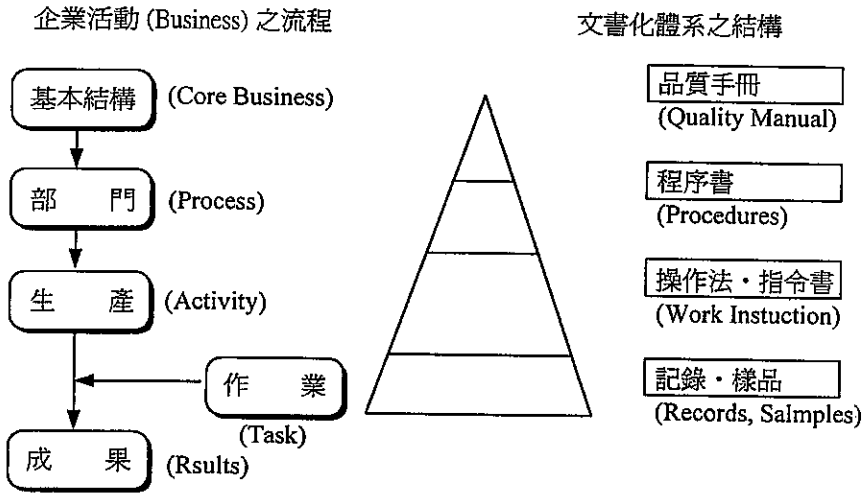 企業活動 (Business) 之流程
基本結構 (Core Business)
部 門 (Process)
生 產 (Activity)
作 業
(Task)
成 果 (Rsults)
文書化體系之結構
品質手冊
(Quality Manual)
程序書
(Procedures)
操作法・指令書
(Work Instuction)
記錄・樣品
(Records, Salmples)